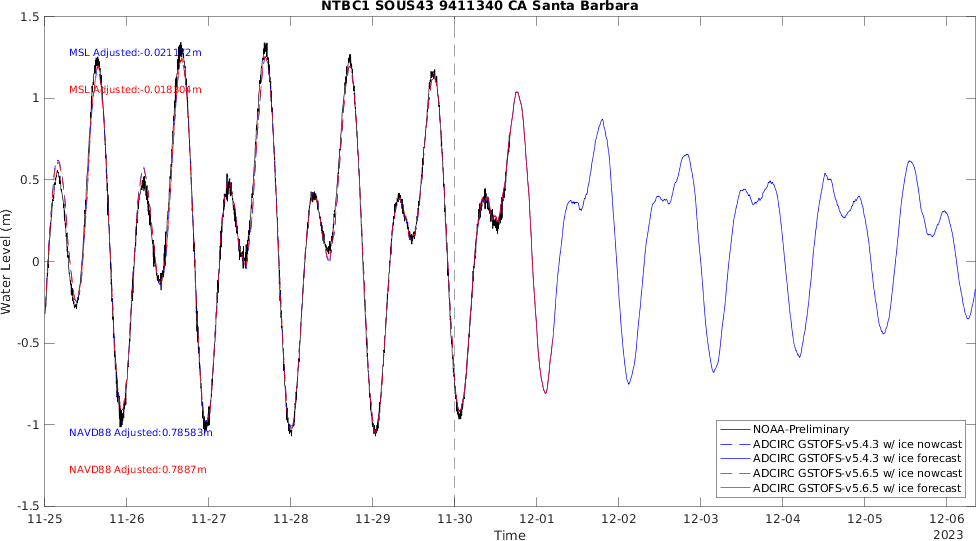 NTBC1 SOUS43 9411340 CA Santa Barbara
Water Level (m)
1.5
1
0.5
0
-0.5
-1
-1.5
MSL Adjusted:-0.021172m
MSL Adjusted:-0.018304m
NAVD88 Adjusted:0.78583m
NAVD88 Adjusted:0.7887m
NOAA-Preliminary
ADCIRC GSTOFS-v5.4.3 w/ ice nowcast
ADCIRC GSTOFS-v5.4.3 w/ ice forecast
ADCIRC GSTOFS-v5.6.5 w/ ice nowcast
ADCIRC GSTOFS-v5.6.5 w/ ice forecast
11-25 11-26 11-27 11-28 11-29 11-30 12-01 12-02 12-03 12-04 12-05 12-06
Time
2023